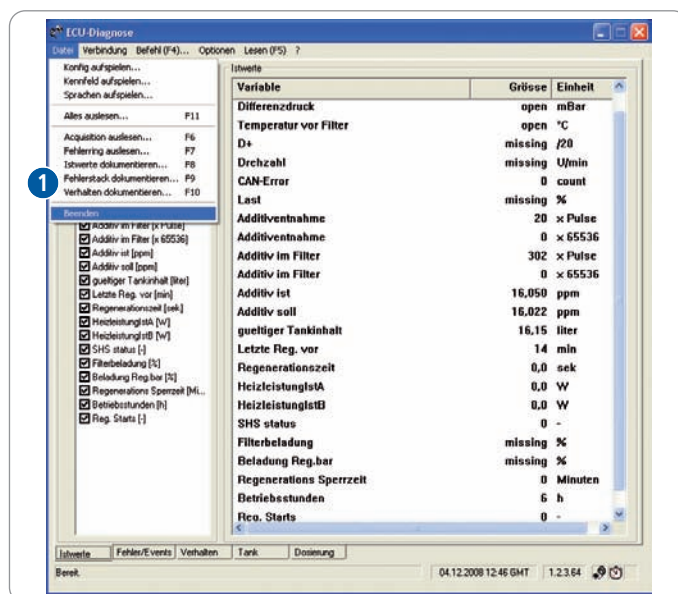 ECU-Diagnose
Datei Verbindung Befehl (F4)... Optionen Lesen (F5) ?
Konfig aufspielen...
Kennfeld aufspielen...
Sprachen aufspielen...
Alles auslesen... F11
Acquisition auslesen... F6
Fehlerring auslesen... F7
Istwerte dokumentieren... F8
1
Fehlerstack dokumentieren... F9
Verhalten dokumentieren... F10
Beenden
Additiv im Filter [x Pulse]
Additiv im Filter [x 65536]
Additiv ist [ppm]
Additiv soll [ppm]
gueltiger Tankinhalt [liter]
Letzte Reg. vor [min]
Regenerationszeit [sek]
HeizleistungIstA [W]
HeizleistungIstB [W]
SHS status [-]
Filterbeladung [%]
Beladung Reg.bar [%]
Regenerations Sperrzeit [Mi...
Betriebsstunden [h]
Reg. Starts [-]
Istwerte
Variable Grösse Einheit
Differenzdruck open mBar
Temperatur vor Filter open °C
D+ missing /20
Drehzahl missing U/min
CAN-Error 0 count
Last missing %
Additiventnahme 20 x Pulse
Additiventnahme 0 x 65536
Additiv im Filter 302 x Pulse
Additiv im Filter 0 x 65536
Additiv ist 16,050 ppm
Additiv soll 16,022 ppm
gueltiger Tankinhalt 16,15 liter
Letzte Reg. vor 14 min
Regenerationszeit 0,0 sek
HeizleistungIstA 0,0 W
HeizleistungIstB 0,0 W
SHS status 0 -
Filterbeladung missing %
Beladung Reg.bar missing %
Regenerations Sperrzeit 0 Minuten
Betriebsstunden 6 h
Reg. Starts 0 -
Istwerte Fehler/Events Verhalten Tank Dosierung
Bereit. 04.12.2008 12:46 GMT 1.2.3.64